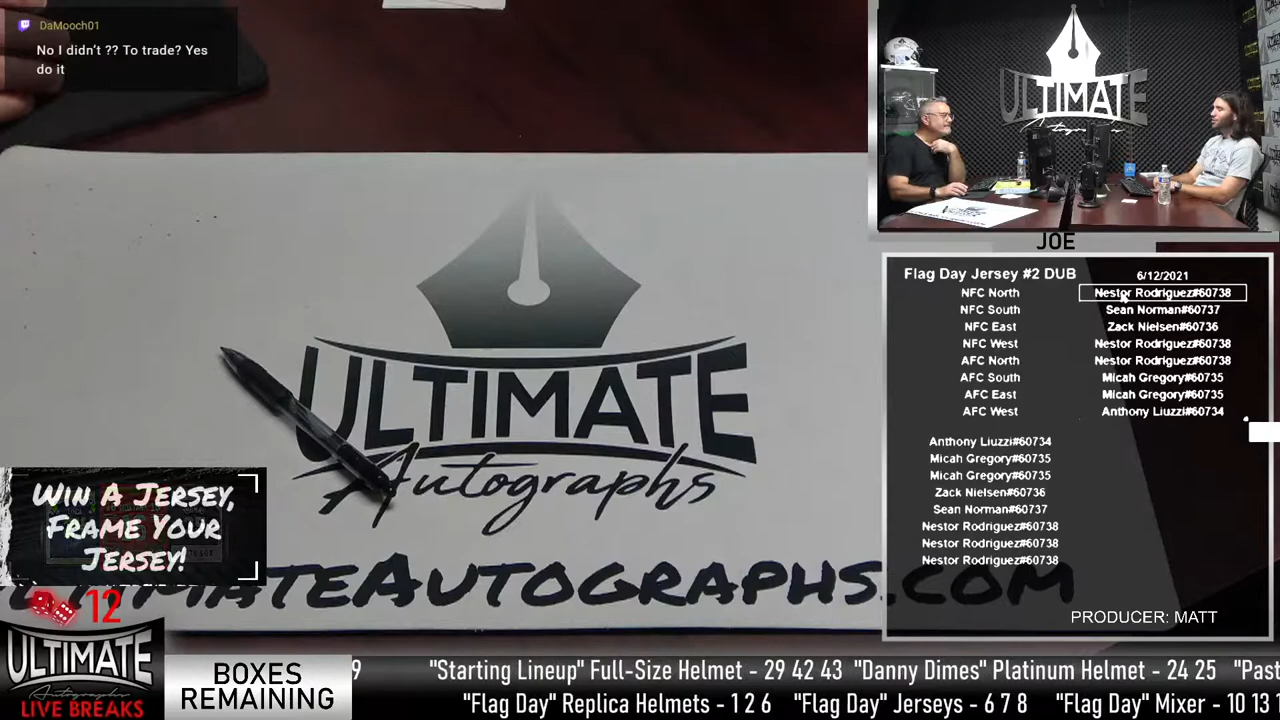 DaMooch01
No I didn't ?? To trade? Yes
do it
ULTIMATE
Autographs
ULTIMATEAUTOGRAPHS.COM
ULTIMATE
JOE
Flag Day Jersey #2 DUB 6/12/2021
NFC North Nestor Rodriguez#60738
NFC South Sean Norman#60737
NFC East Zack Nielsen#60736
NFC West Nestor Rodriguez#60738
AFC North Nestor Rodriguez#60738
AFC South Micah Gregory#60735
AFC East Micah Gregory#60735
AFC West Anthony Liuzzi#60734
Anthony Liuzzi#60734
Micah Gregory#60735
Micah Gregory#60735
Zack Nielsen#60736
Sean Norman#60737
Nestor Rodriguez#60738
Nestor Rodriguez#60738
Nestor Rodriguez#60738
PRODUCER: MATT
WIN A JERSEY,
FRAME YOUR
JERSEY!
12
ULTIMATE
LIVE BREAKS
BOXES
REMAINING
9 "Starting Lineup" Full-Size Helmet - 29 42 43 "Danny Dimes" Platinum Helmet - 24 25 "Past
"Flag Day" Replica Helmets - 1 2 6 "Flag Day" Jerseys - 6 7 8 "Flag Day" Mixer - 10 13